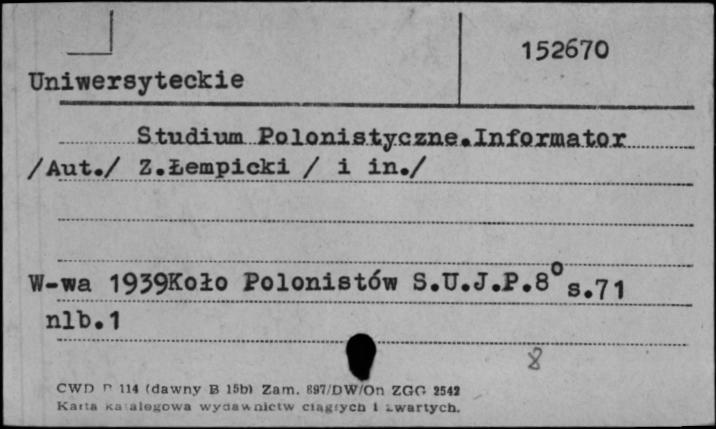 152670
Uniwersyteckie
Studium Polonistyczne.Informator
/Aut./ Z.Łempicki / i in./
W-wa 1939Koło Polonistów S.U.J.P.8° s.71
nlb.1
8
CWD 114 (dawny B 15b) Zam. 897/DW/On ZGG 2542
Karta katalogowa wydawnictw ciągłych i zwartych.